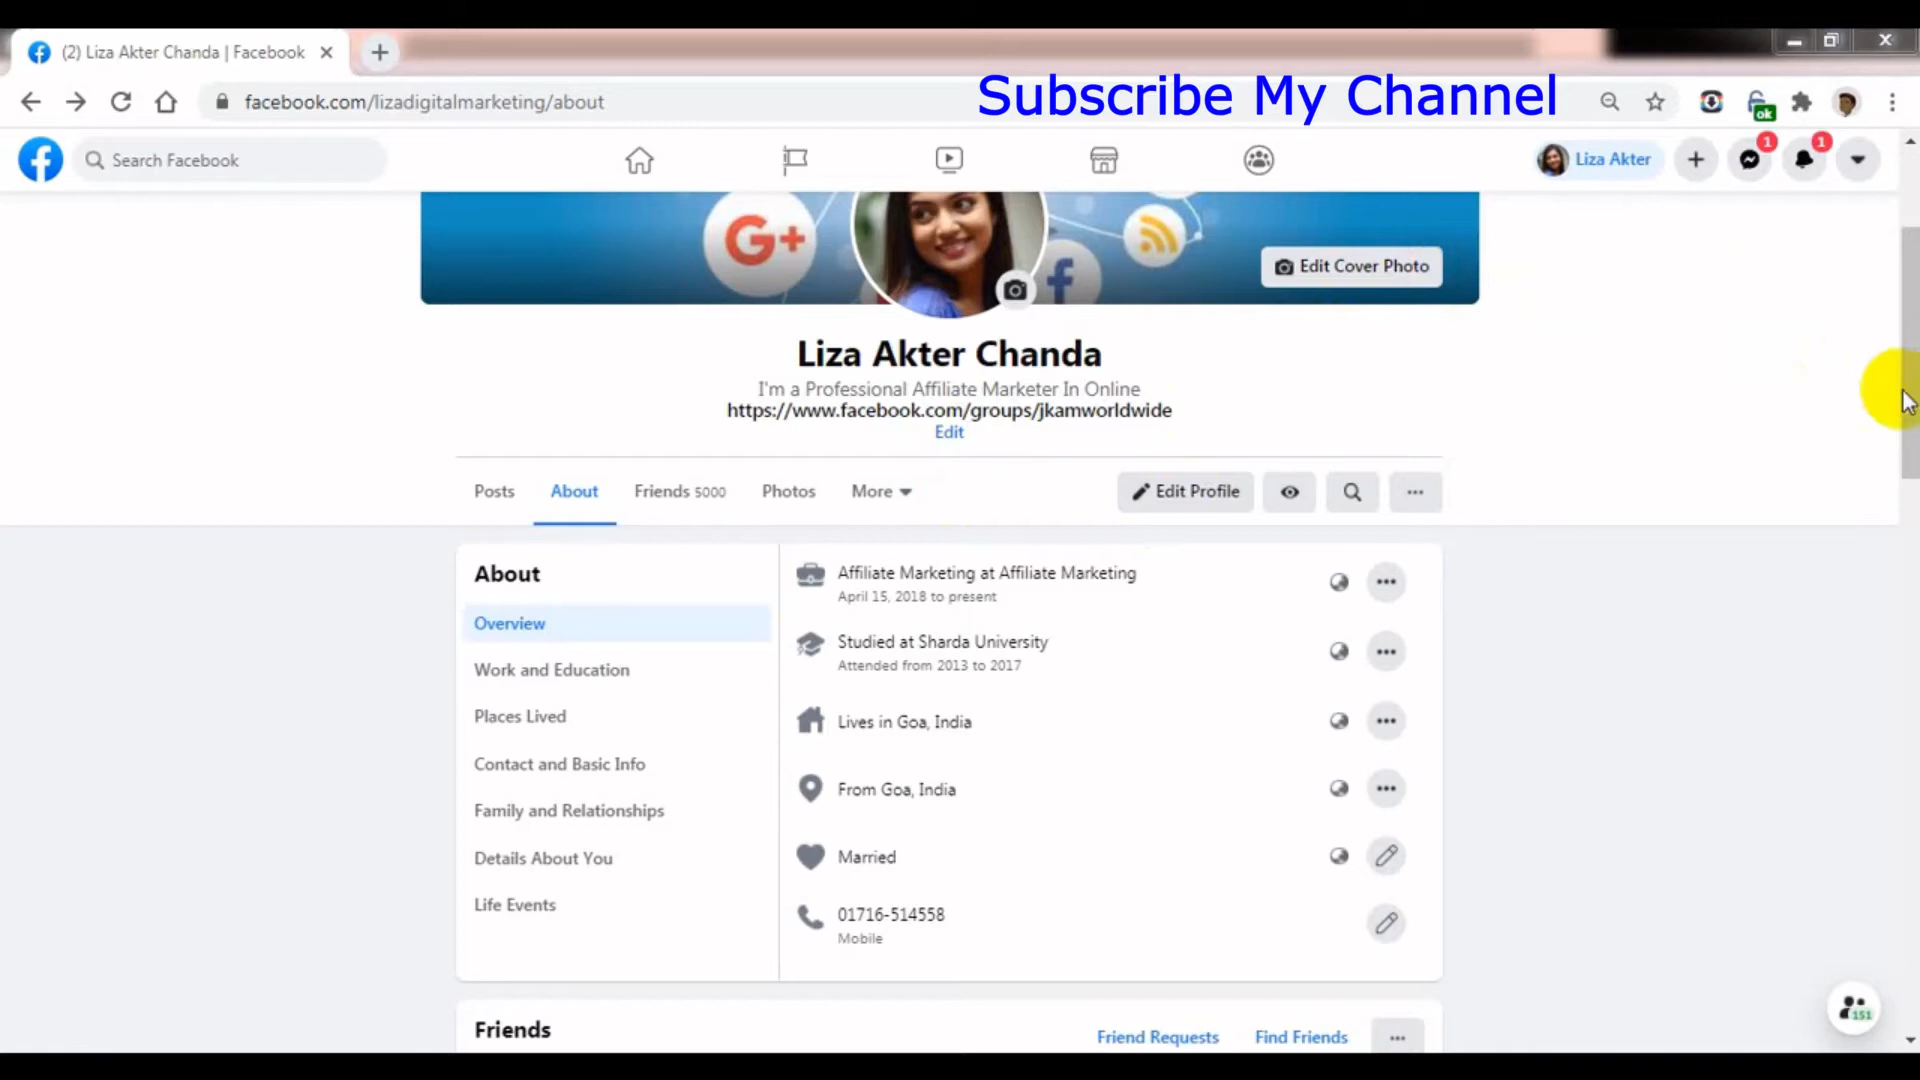 (2) Liza Akter Chanda | Facebook
facebook.com/lizadigitalmarketing/about
Subscribe My Channel
ok
Search Facebook
Liza Akter
1
1
G+
Edit Cover Photo
Liza Akter Chanda
I'm a Professional Affiliate Marketer In Online
https://www.facebook.com/groups/jkamworldwide
Edit
Posts
About
Friends 5000
Photos
More
Edit Profile
About
Overview
Work and Education
Places Lived
Contact and Basic Info
Family and Relationships
Details About You
Life Events
Affiliate Marketing at Affiliate Marketing
April 15, 2018 to present
Studied at Sharda University
Attended from 2013 to 2017
Lives in Goa, India
From Goa, India
Married
01716-514558
Mobile
151
Friends
Friend Requests
Find Friends